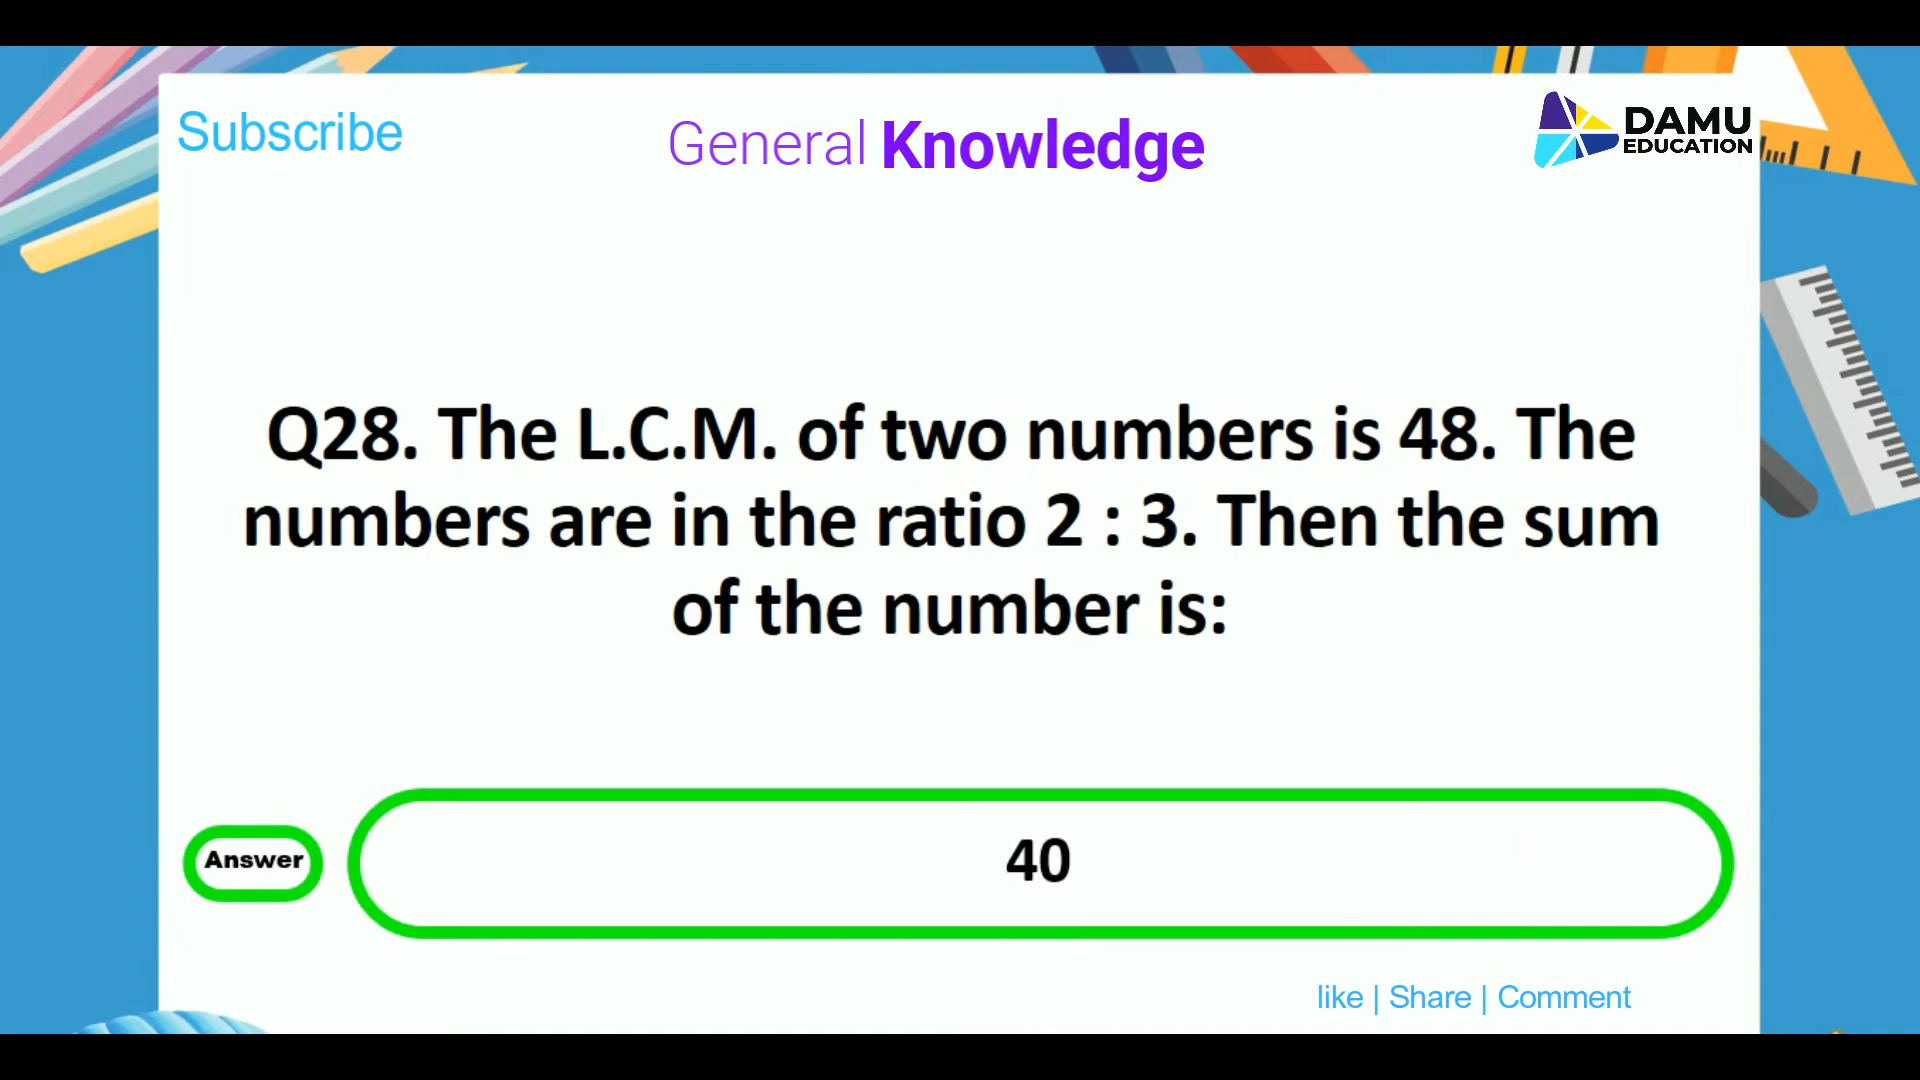 Subscribe
General Knowledge
DAMU
EDUCATION
Q28. The L.C.M. of two numbers is 48. The
numbers are in the ratio 2 : 3. Then the sum
of the number is:
Answer
40
like | Share | Comment